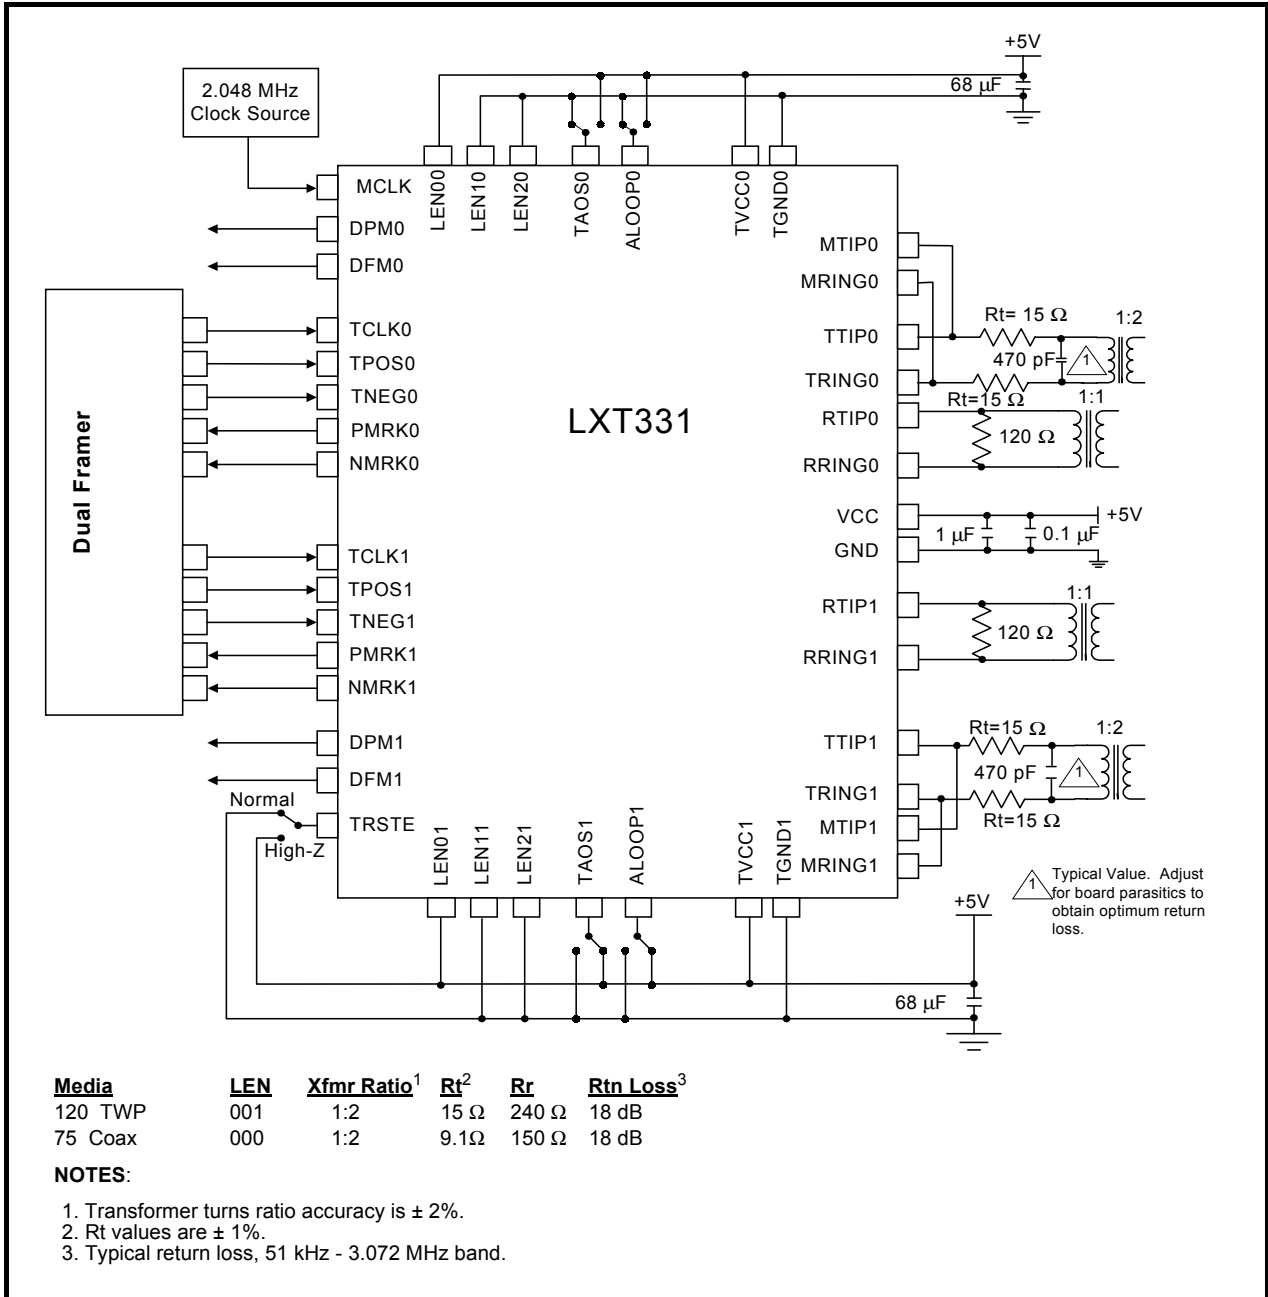 +5V
68 µF
2.048 MHz
Clock Source
LEN00
LEN10
LEN20
TAOS0
ALOOP0
TVCC0
TGND0
MCLK
DPM0
DFM0
MTIP0
MRING0
Rt= 15 Ω
1:2
TCLK0
TTIP0
470 pF
1
TPOS0
TRING0
Rt=15 Ω
1:1
TNEG0
RTIP0
LXT331
PMRK0
120 Ω
NMRK0
RRING0
Dual Framer
VCC
+5V
1 µF
0.1 µF
GND
TCLK1
TPOS1
1:1
RTIP1
TNEG1
120 Ω
PMRK1
RRING1
NMRK1
Rt=15 Ω
1:2
DPM1
TTIP1
470 pF
1
DFM1
TRING1
Normal
TRSTE
MTIP1
Rt=15 Ω
High-Z
LEN01
LEN11
LEN21
TAOS1
ALOOP1
TVCC1
TGND1
MRING1
1
Typical Value. Adjust
for board parasitics to
obtain optimum return
loss.
+5V
68 µF
Media LEN Xfmr Ratio1 Rt2 Rr Rtn Loss3
120 TWP 001 1:2 15 Ω 240 Ω 18 dB
75 Coax 000 1:2 9.1Ω 150 Ω 18 dB
NOTES:
1. Transformer turns ratio accuracy is ± 2%.
2. Rt values are ± 1%.
3. Typical return loss, 51 kHz - 3.072 MHz band.